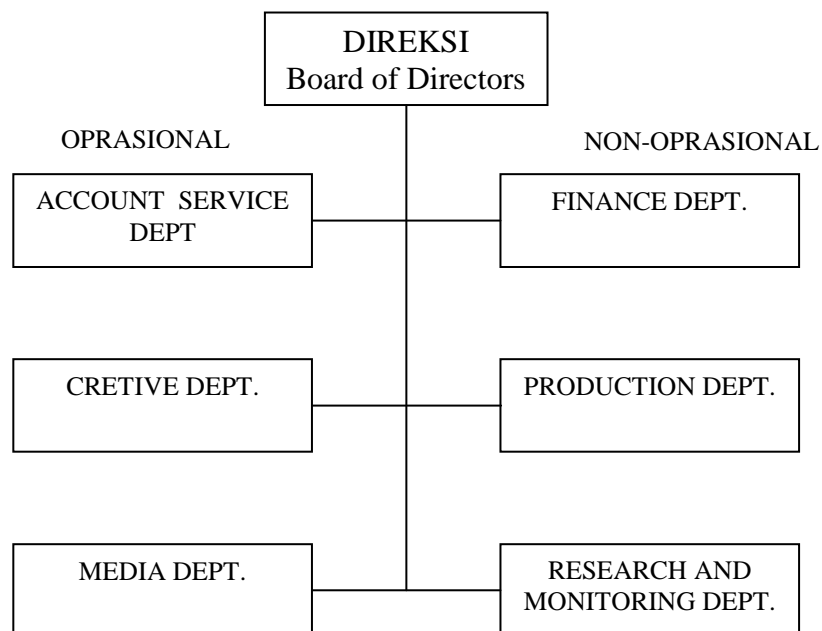 DIREKSI
Board of Directors
OPRASIONAL
NON-OPRASIONAL
ACCOUNT SERVICE
DEPT
FINANCE DEPT.
CRETIVE DEPT.
PRODUCTION DEPT.
MEDIA DEPT.
RESEARCH AND
MONITORING DEPT.